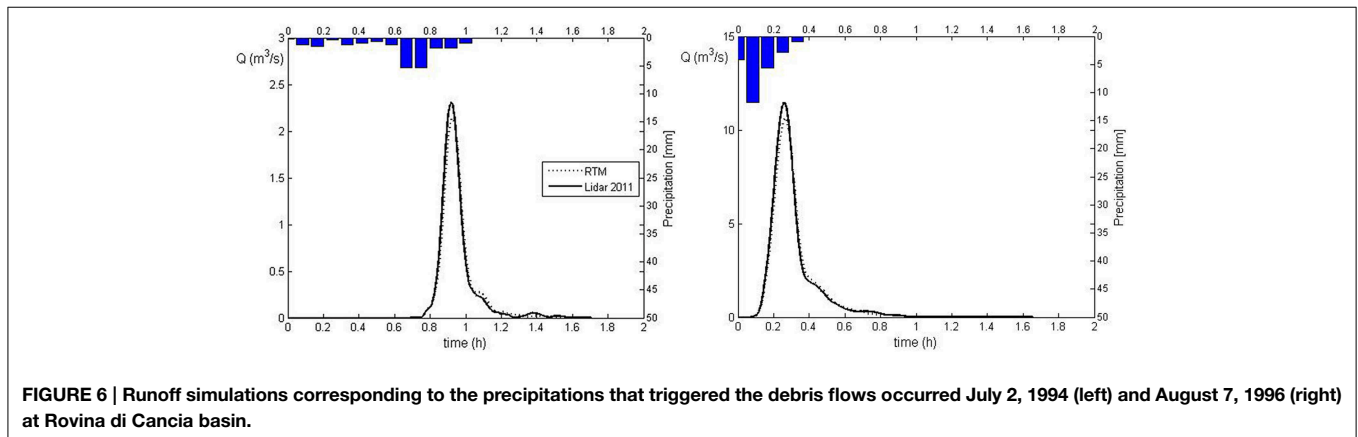 0 0.2 0.4 0.6 0.8 1 1.2 1.4 1.6 1.8 2
3 2.5 2 1.5 1 0.5 0
Q (m³/s)
0 5 10 15 20 25 30 35 40 45 50
Precipitation [mm]
RTM
Lidar 2011
0 0.2 0.4 0.6 0.8 1 1.2 1.4 1.6 1.8 2
time (h)
0 0.2 0.4 0.6 0.8 1 1.2 1.4 1.6 1.8 2
15 10 5 0
Q (m³/s)
0 5 10 15 20 25 30 35 40 45 50
Precipitation [mm]
0 0.2 0.4 0.6 0.8 1 1.2 1.4 1.6 1.8 2
time (h)
FIGURE 6 | Runoff simulations corresponding to the precipitations that triggered the debris flows occurred July 2, 1994 (left) and August 7, 1996 (right)
at Rovina di Cancia basin.